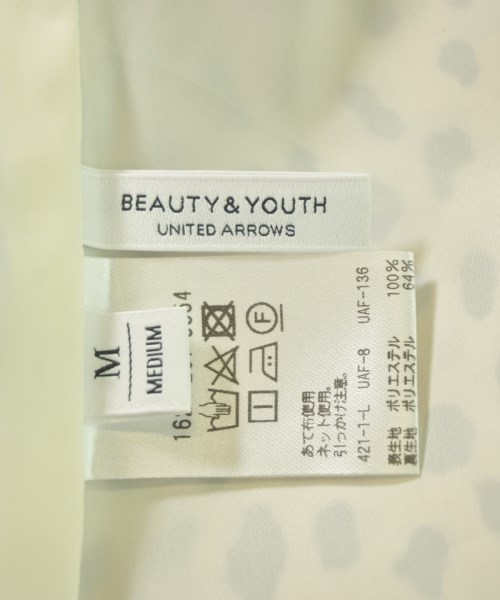 BEAUTY&YOUTH
UNITED ARROWS
M
MEDIUM
あて布使用。
ネット使用。
引っかけ注意。
421-1-L UAF-8 UAF-136
表生地 ポリエステル 100%
裏生地 ポリエステル 64%